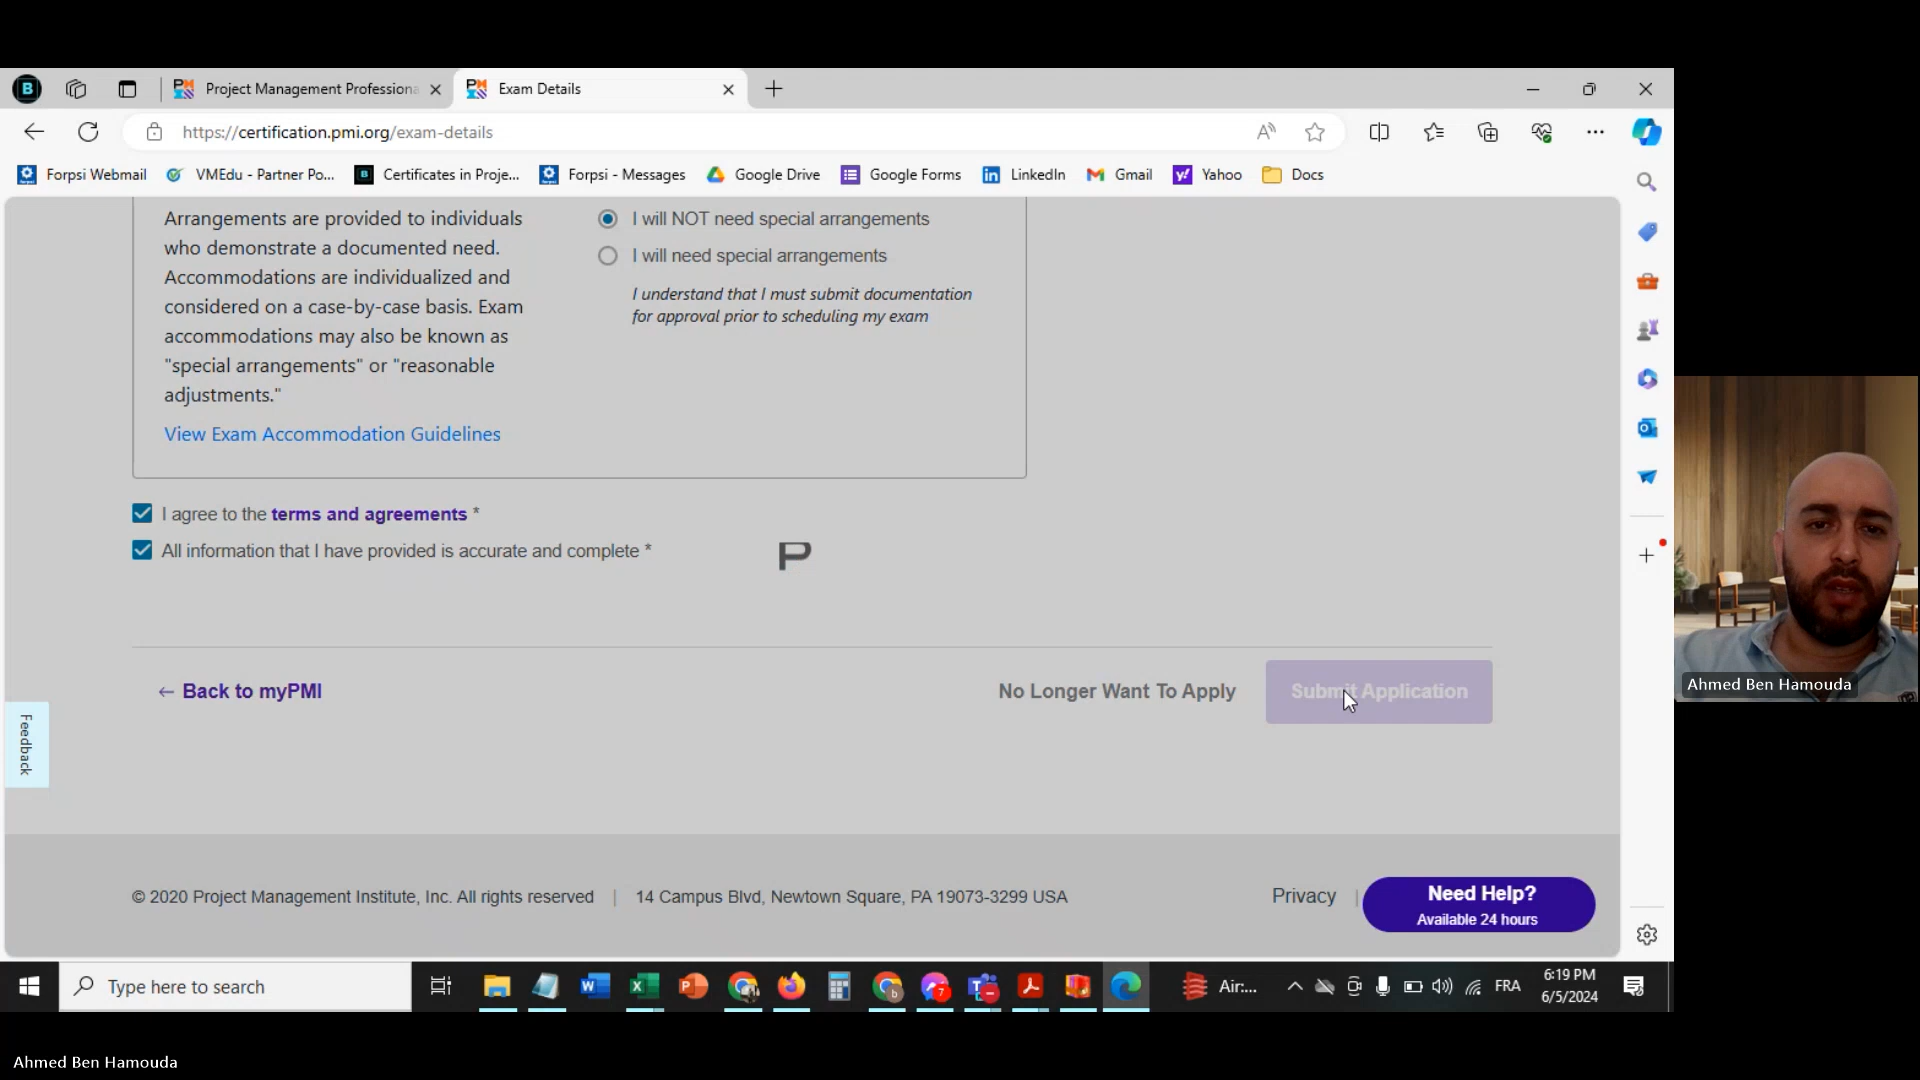 Project Management Professiona
Exam Details
https://certification.pmi.org/exam-details
Forpsi Webmail
VMEdu - Partner Po...
Certificates in Proje...
Forpsi - Messages
Google Drive
Google Forms
LinkedIn
Gmail
Yahoo
Docs
Arrangements are provided to individuals
who demonstrate a documented need.
Accommodations are individualized and
considered on a case-by-case basis. Exam
accommodations may also be known as
"special arrangements" or "reasonable
adjustments."
View Exam Accommodation Guidelines
I will NOT need special arrangements
I will need special arrangements
I understand that I must submit documentation
for approval prior to scheduling my exam
I agree to the terms and agreements *
All information that I have provided is accurate and complete *
← Back to myPMI
No Longer Want To Apply
Submit Application
Feedback
© 2020 Project Management Institute, Inc. All rights reserved | 14 Campus Blvd, Newtown Square, PA 19073-3299 USA
Privacy |
Need Help?
Available 24 hours
Type here to search
Air:...
FRA
6:19 PM
6/5/2024
Ahmed Ben Hamouda
Ahmed Ben Hamouda